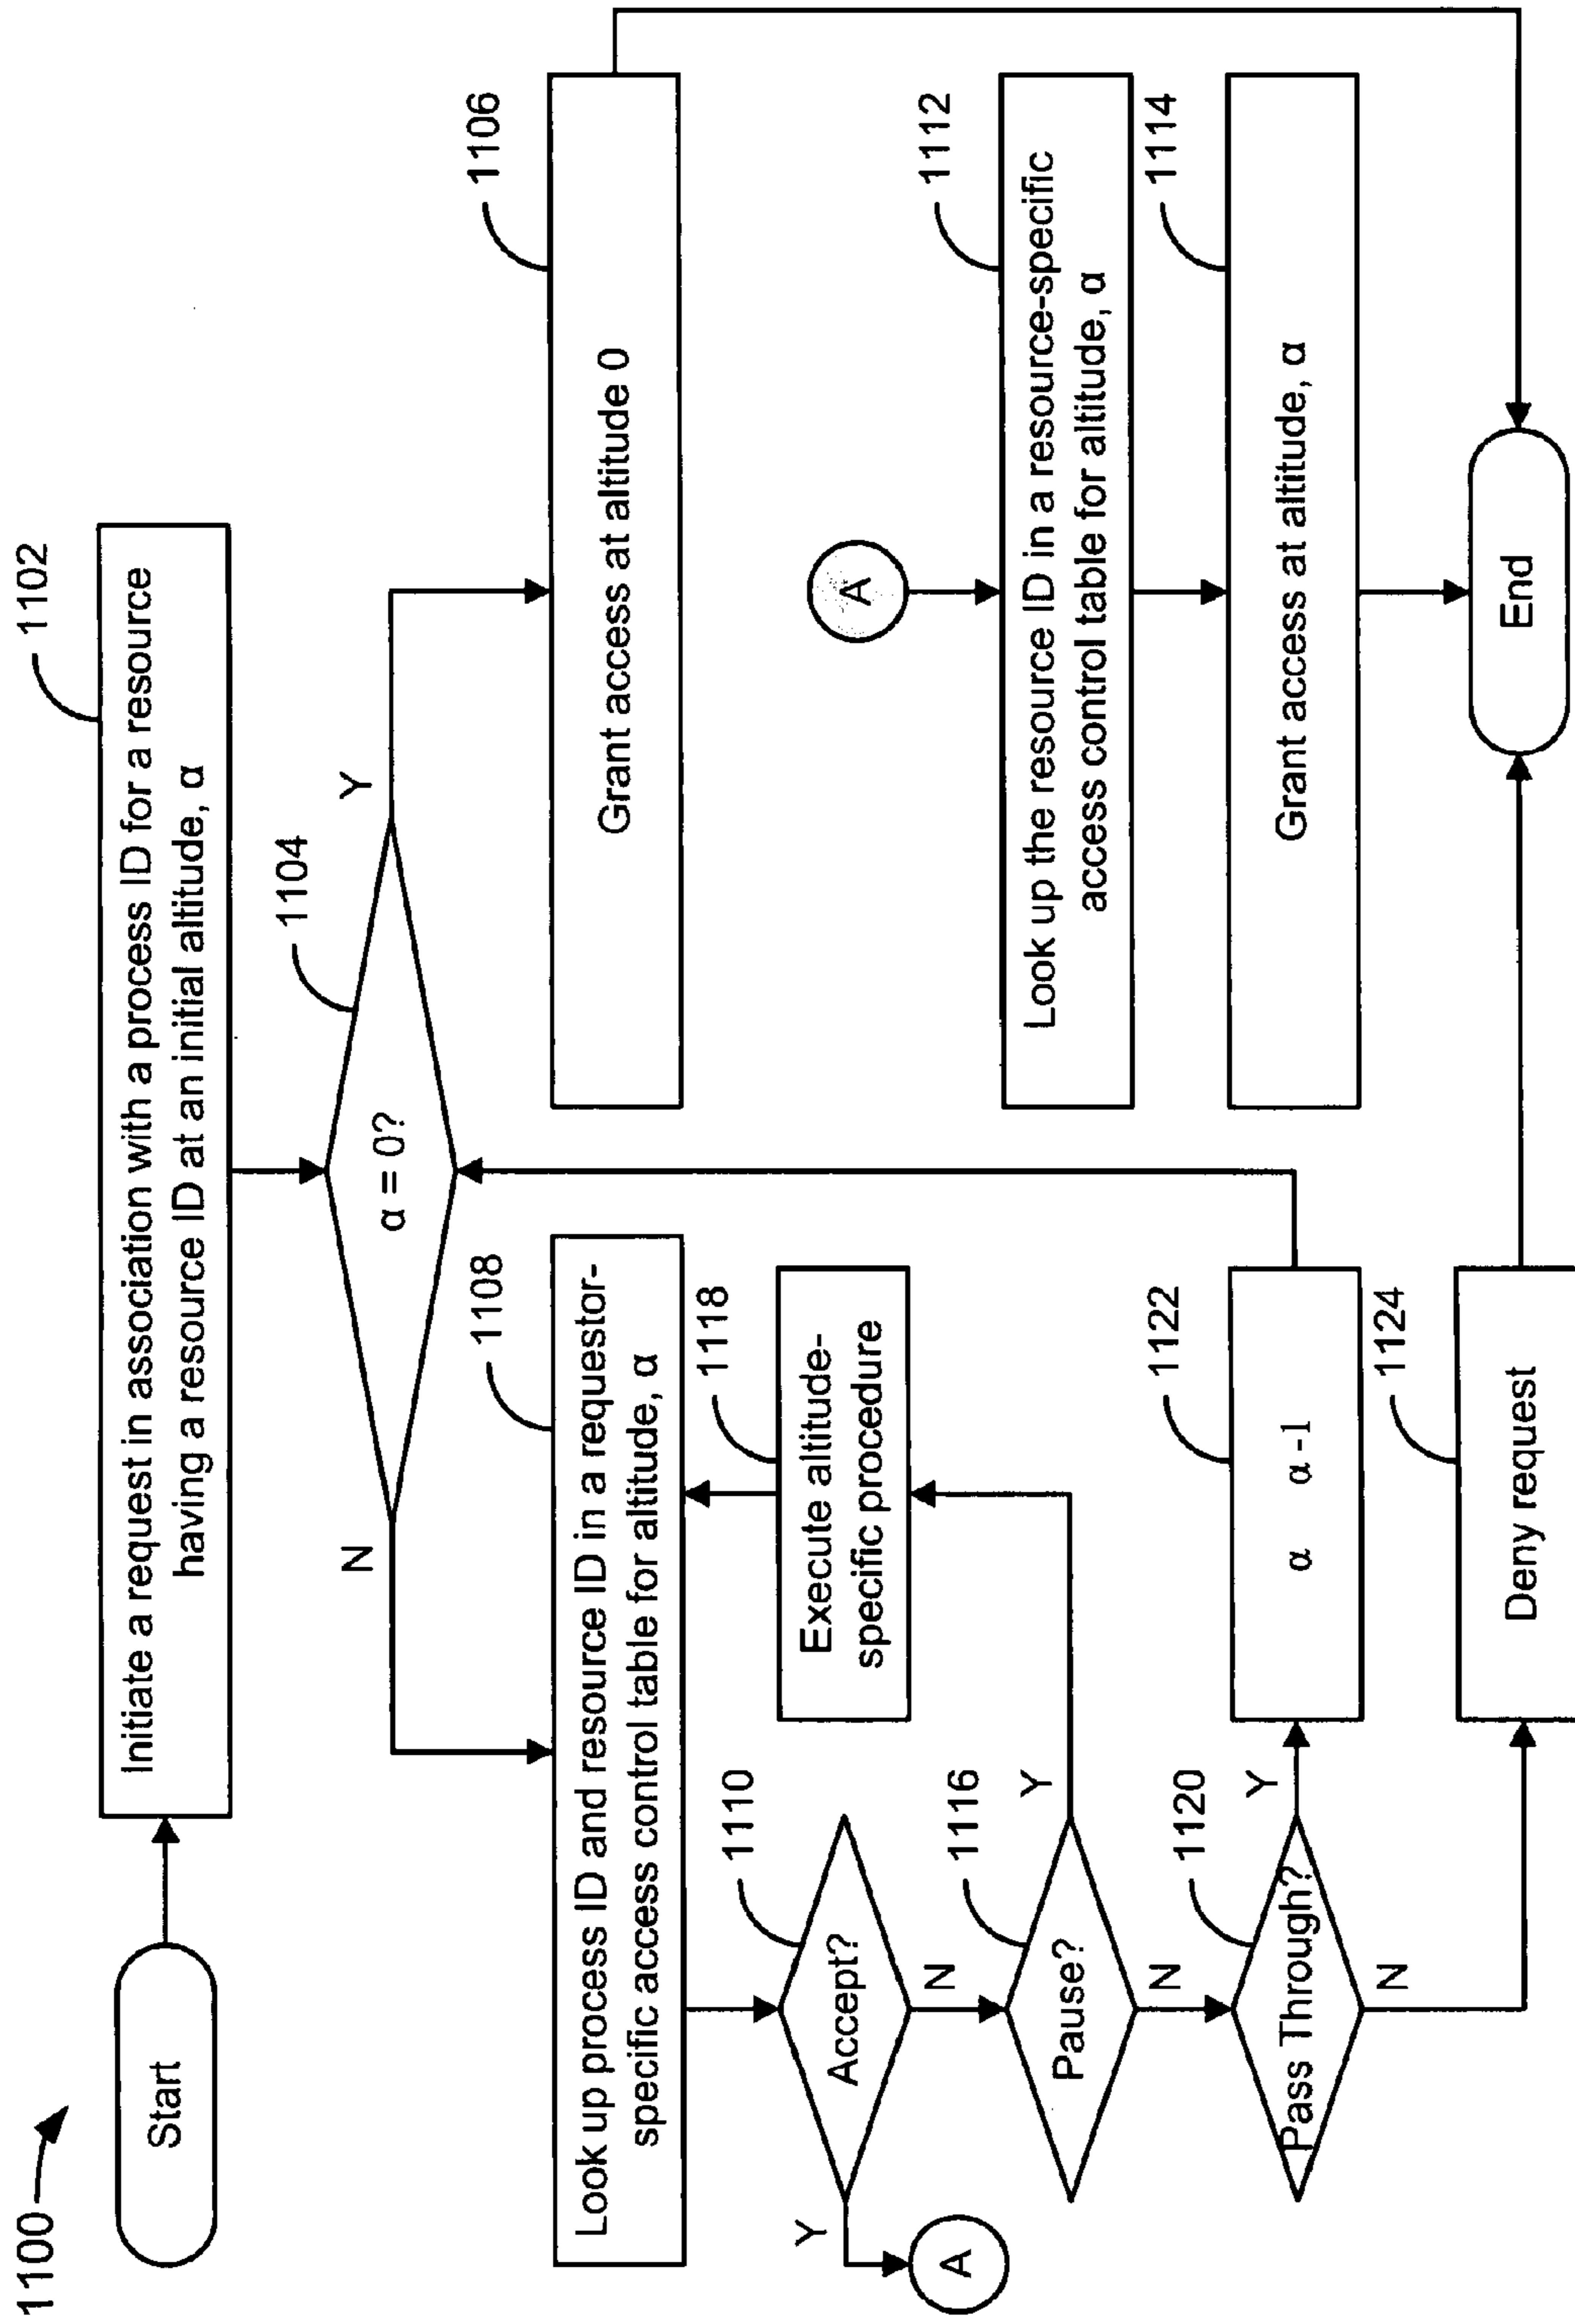 1100
Start
1102
Initiate a request in association with a process ID for a resource
having a resource ID at an initial altitude, α
1104
α = 0?
N
Y
1106
Grant access at altitude 0
1108
Look up process ID and resource ID in a requestor-
specific access control table for altitude, α
1110
Accept?
Y
A
N
1116
Pause?
Y
1118
Execute altitude-
specific procedure
N
1120
Pass Through?
Y
1122
α α -1
N
1124
Deny request
A
1112
Look up the resource ID in a resource-specific
access control table for altitude, α
1114
Grant access at altitude, α
End